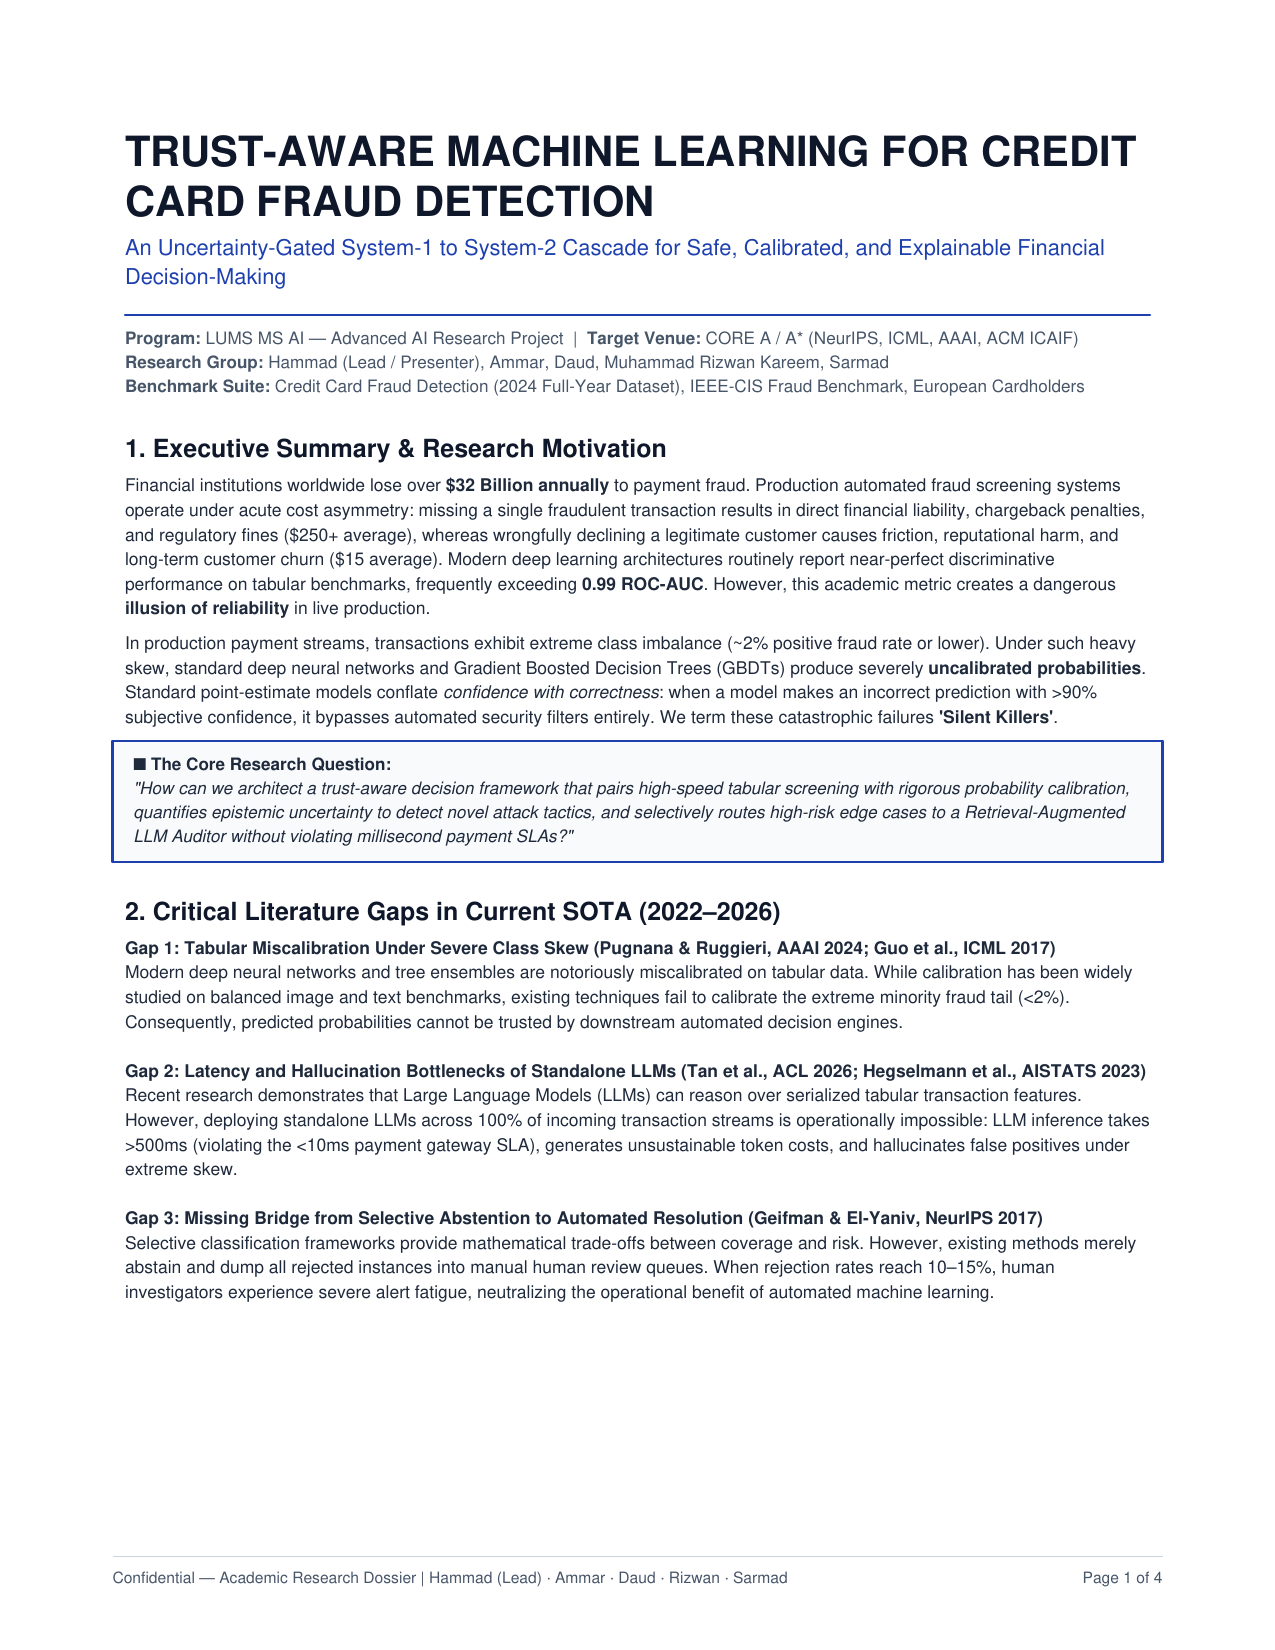 TRUST-AWARE MACHINE LEARNING FOR CREDIT
CARD FRAUD DETECTION
An Uncertainty-Gated System-1 to System-2 Cascade for Safe, Calibrated, and Explainable Financial
Decision-Making
Program: LUMS MS AI — Advanced AI Research Project | Target Venue: CORE A / A* (NeurIPS, ICML, AAAI, ACM ICAIF)
Research Group: Hammad (Lead / Presenter), Ammar, Daud, Muhammad Rizwan Kareem, Sarmad
Benchmark Suite: Credit Card Fraud Detection (2024 Full-Year Dataset), IEEE-CIS Fraud Benchmark, European Cardholders
1. Executive Summary & Research Motivation
Financial institutions worldwide lose over $32 Billion annually to payment fraud. Production automated fraud screening systems
operate under acute cost asymmetry: missing a single fraudulent transaction results in direct financial liability, chargeback penalties,
and regulatory fines ($250+ average), whereas wrongfully declining a legitimate customer causes friction, reputational harm, and
long-term customer churn ($15 average). Modern deep learning architectures routinely report near-perfect discriminative
performance on tabular benchmarks, frequently exceeding 0.99 ROC-AUC. However, this academic metric creates a dangerous
illusion of reliability in live production.
In production payment streams, transactions exhibit extreme class imbalance (~2% positive fraud rate or lower). Under such heavy
skew, standard deep neural networks and Gradient Boosted Decision Trees (GBDTs) produce severely uncalibrated probabilities.
Standard point-estimate models conflate confidence with correctness: when a model makes an incorrect prediction with >90%
subjective confidence, it bypasses automated security filters entirely. We term these catastrophic failures 'Silent Killers'.
■ The Core Research Question:
"How can we architect a trust-aware decision framework that pairs high-speed tabular screening with rigorous probability calibration,
quantifies epistemic uncertainty to detect novel attack tactics, and selectively routes high-risk edge cases to a Retrieval-Augmented
LLM Auditor without violating millisecond payment SLAs?"
2. Critical Literature Gaps in Current SOTA (2022–2026)
Gap 1: Tabular Miscalibration Under Severe Class Skew (Pugnana & Ruggieri, AAAI 2024; Guo et al., ICML 2017)
Modern deep neural networks and tree ensembles are notoriously miscalibrated on tabular data. While calibration has been widely
studied on balanced image and text benchmarks, existing techniques fail to calibrate the extreme minority fraud tail (<2%).
Consequently, predicted probabilities cannot be trusted by downstream automated decision engines.
Gap 2: Latency and Hallucination Bottlenecks of Standalone LLMs (Tan et al., ACL 2026; Hegselmann et al., AISTATS 2023)
Recent research demonstrates that Large Language Models (LLMs) can reason over serialized tabular transaction features.
However, deploying standalone LLMs across 100% of incoming transaction streams is operationally impossible: LLM inference takes
>500ms (violating the <10ms payment gateway SLA), generates unsustainable token costs, and hallucinates false positives under
extreme skew.
Gap 3: Missing Bridge from Selective Abstention to Automated Resolution (Geifman & El-Yaniv, NeurIPS 2017)
Selective classification frameworks provide mathematical trade-offs between coverage and risk. However, existing methods merely
abstain and dump all rejected instances into manual human review queues. When rejection rates reach 10–15%, human
investigators experience severe alert fatigue, neutralizing the operational benefit of automated machine learning.
Confidential — Academic Research Dossier | Hammad (Lead) · Ammar · Daud · Rizwan · Sarmad
Page 1 of 4